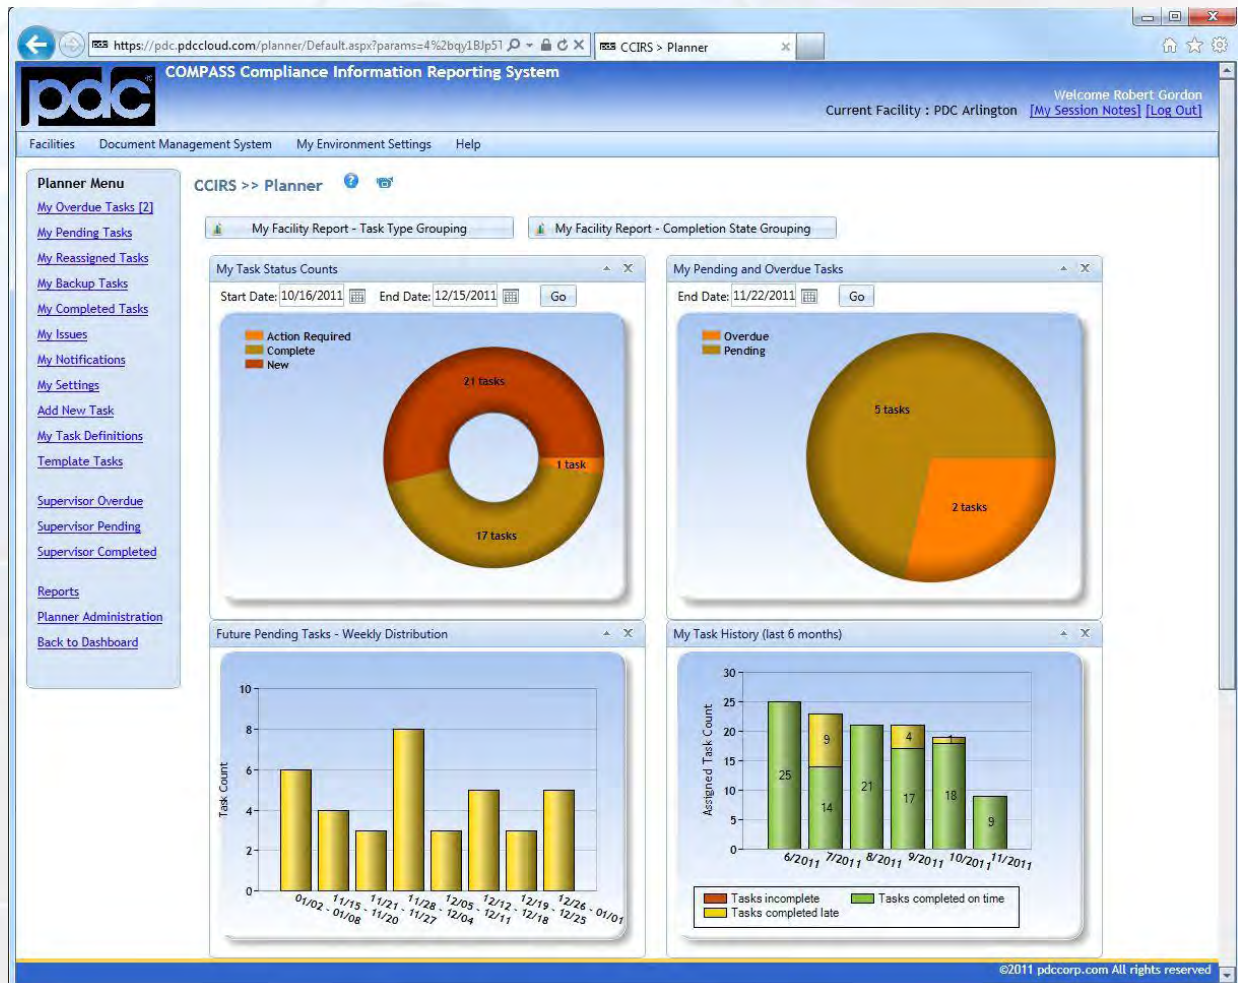 https://pdc.pdccloud.com/planner/Default.aspx?params=4%2bqy1BJp5T
CCIRS > Planner
pdc
COMPASS Compliance Information Reporting System
Welcome Robert Gordon
Current Facility : PDC Arlington [My Session Notes] [Log Out]
Facilities Document Management System My Environment Settings Help
Planner Menu
My Overdue Tasks [2]
My Pending Tasks
My Reassigned Tasks
My Backup Tasks
My Completed Tasks
My Issues
My Notifications
My Settings
Add New Task
My Task Definitions
Template Tasks
Supervisor Overdue
Supervisor Pending
Supervisor Completed
Reports
Planner Administration
Back to Dashboard
CCIRS >> Planner
My Facility Report - Task Type Grouping
My Facility Report - Completion State Grouping
My Task Status Counts
Start Date: 10/16/2011 End Date: 12/15/2011 Go
Action Required
Complete
New
21 tasks
1 task
17 tasks
My Pending and Overdue Tasks
End Date: 11/22/2011 Go
Overdue
Pending
5 tasks
2 tasks
Future Pending Tasks - Weekly Distribution
Task Count
10
8
6
4
2
0
01/02 - 01/08
11/15 - 11/20
11/21 - 11/27
11/28 - 12/04
12/05 - 12/11
12/12 - 12/18
12/19 - 12/25
12/26 - 01/01
My Task History (last 6 months)
Assigned Task Count
30
25
20
15
10
5
0
25
9
14
21
4
17
1
18
9
6/2011 7/2011 8/2011 9/2011 10/2011 11/2011
Tasks incomplete Tasks completed on time
Tasks completed late
©2011 pdccorp.com All rights reserved